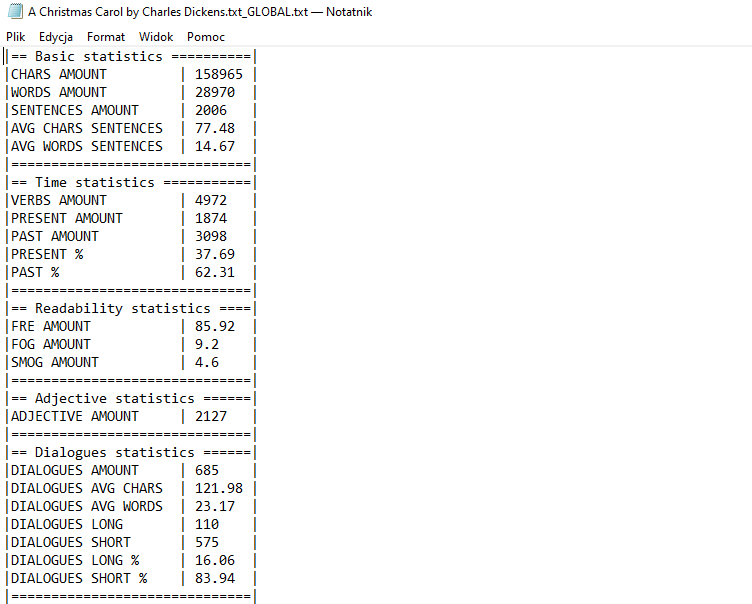 A Christmas Carol by Charles Dickens.txt_GLOBAL.txt — Notatnik
Plik Edycja Format Widok Pomoc
|== Basic statistics ==========|
|CHARS AMOUNT | 158965 |
|WORDS AMOUNT | 28970 |
|SENTENCES AMOUNT | 2006 |
|AVG CHARS SENTENCES | 77.48 |
|AVG WORDS SENTENCES | 14.67 |
|==============================|
|== Time statistics ===========|
|VERBS AMOUNT | 4972 |
|PRESENT AMOUNT | 1874 |
|PAST AMOUNT | 3098 |
|PRESENT % | 37.69 |
|PAST % | 62.31 |
|==============================|
|== Readability statistics ====|
|FRE AMOUNT | 85.92 |
|FOG AMOUNT | 9.2 |
|SMOG AMOUNT | 4.6 |
|==============================|
|== Adjective statistics ======|
|ADJECTIVE AMOUNT | 2127 |
|==============================|
|== Dialogues statistics ======|
|DIALOGUES AMOUNT | 685 |
|DIALOGUES AVG CHARS | 121.98 |
|DIALOGUES AVG WORDS | 23.17 |
|DIALOGUES LONG | 110 |
|DIALOGUES SHORT | 575 |
|DIALOGUES LONG % | 16.06 |
|DIALOGUES SHORT % | 83.94 |
|==============================|